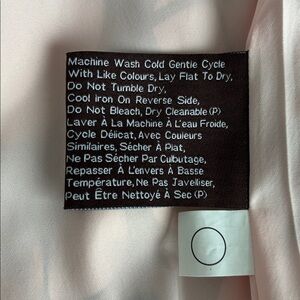 Machine Wash Cold Gentle Cycle
With Like Colours, Lay Flat To Dry,
Do Not Tumble Dry,
Cool Iron On Reverse Side,
Do Not Bleach, Dry Cleanable (P)
Laver À La Machine À L'eau Froide,
Cycle Délicat, Avec Couleurs
Similaires, Sécher À Plat,
Ne Pas Sécher Par Culbutage,
Repasser À L'envers À Basse
Température, Ne Pas Javelliser,
Peut Être Nettoyé À Sec (P)